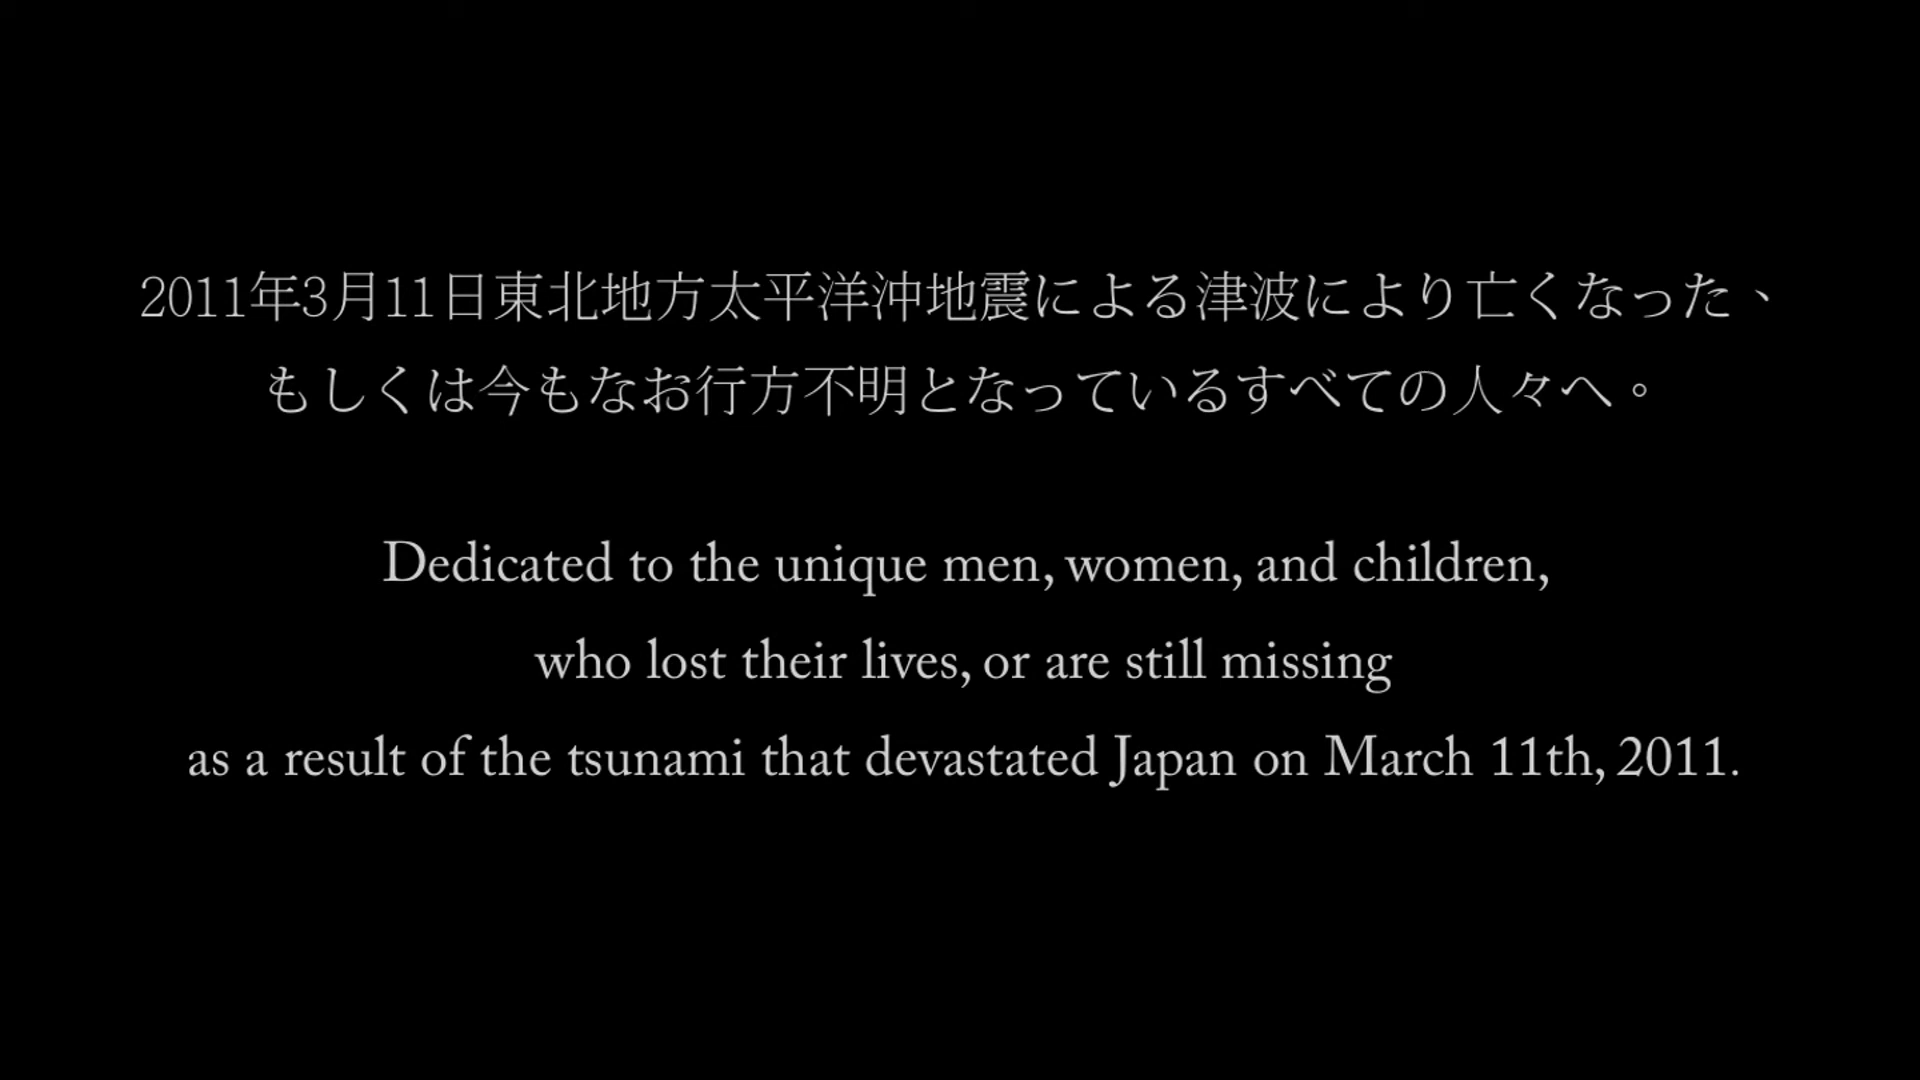 2011年3月11日東北地方太平洋沖地震による津波により亡くなった、
もしくは今もなお行方不明となっているすべての人々へ。
Dedicated to the unique men, women, and children,
who lost their lives, or are still missing
as a result of the tsunami that devastated Japan on March 11th, 2011.